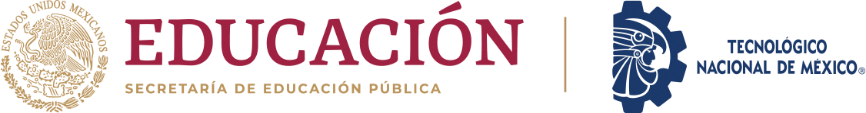 ESTADOS UNIDOS MEXICANOS
EDUCACIÓN
SECRETARÍA DE EDUCACIÓN PÚBLICA
TECNOLÓGICO
NACIONAL DE MÉXICO®